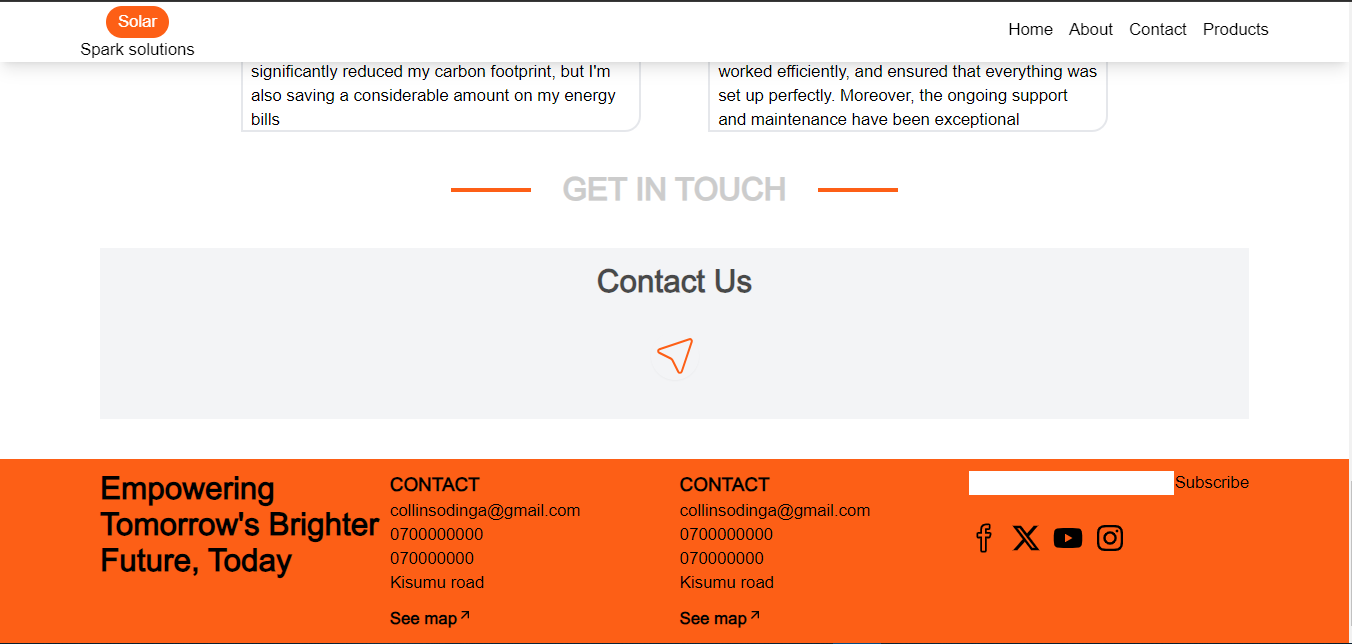 Solar
Spark solutions
Home About Contact Products
significantly reduced my carbon footprint, but I'm
also saving a considerable amount on my energy
bills
worked efficiently, and ensured that everything was
set up perfectly. Moreover, the ongoing support
and maintenance have been exceptional
GET IN TOUCH
Contact Us
Empowering
Tomorrow's Brighter
Future, Today
CONTACT
collinsodinga@gmail.com
0700000000
070000000
Kisumu road
See map
CONTACT
collinsodinga@gmail.com
0700000000
070000000
Kisumu road
See map
Subscribe